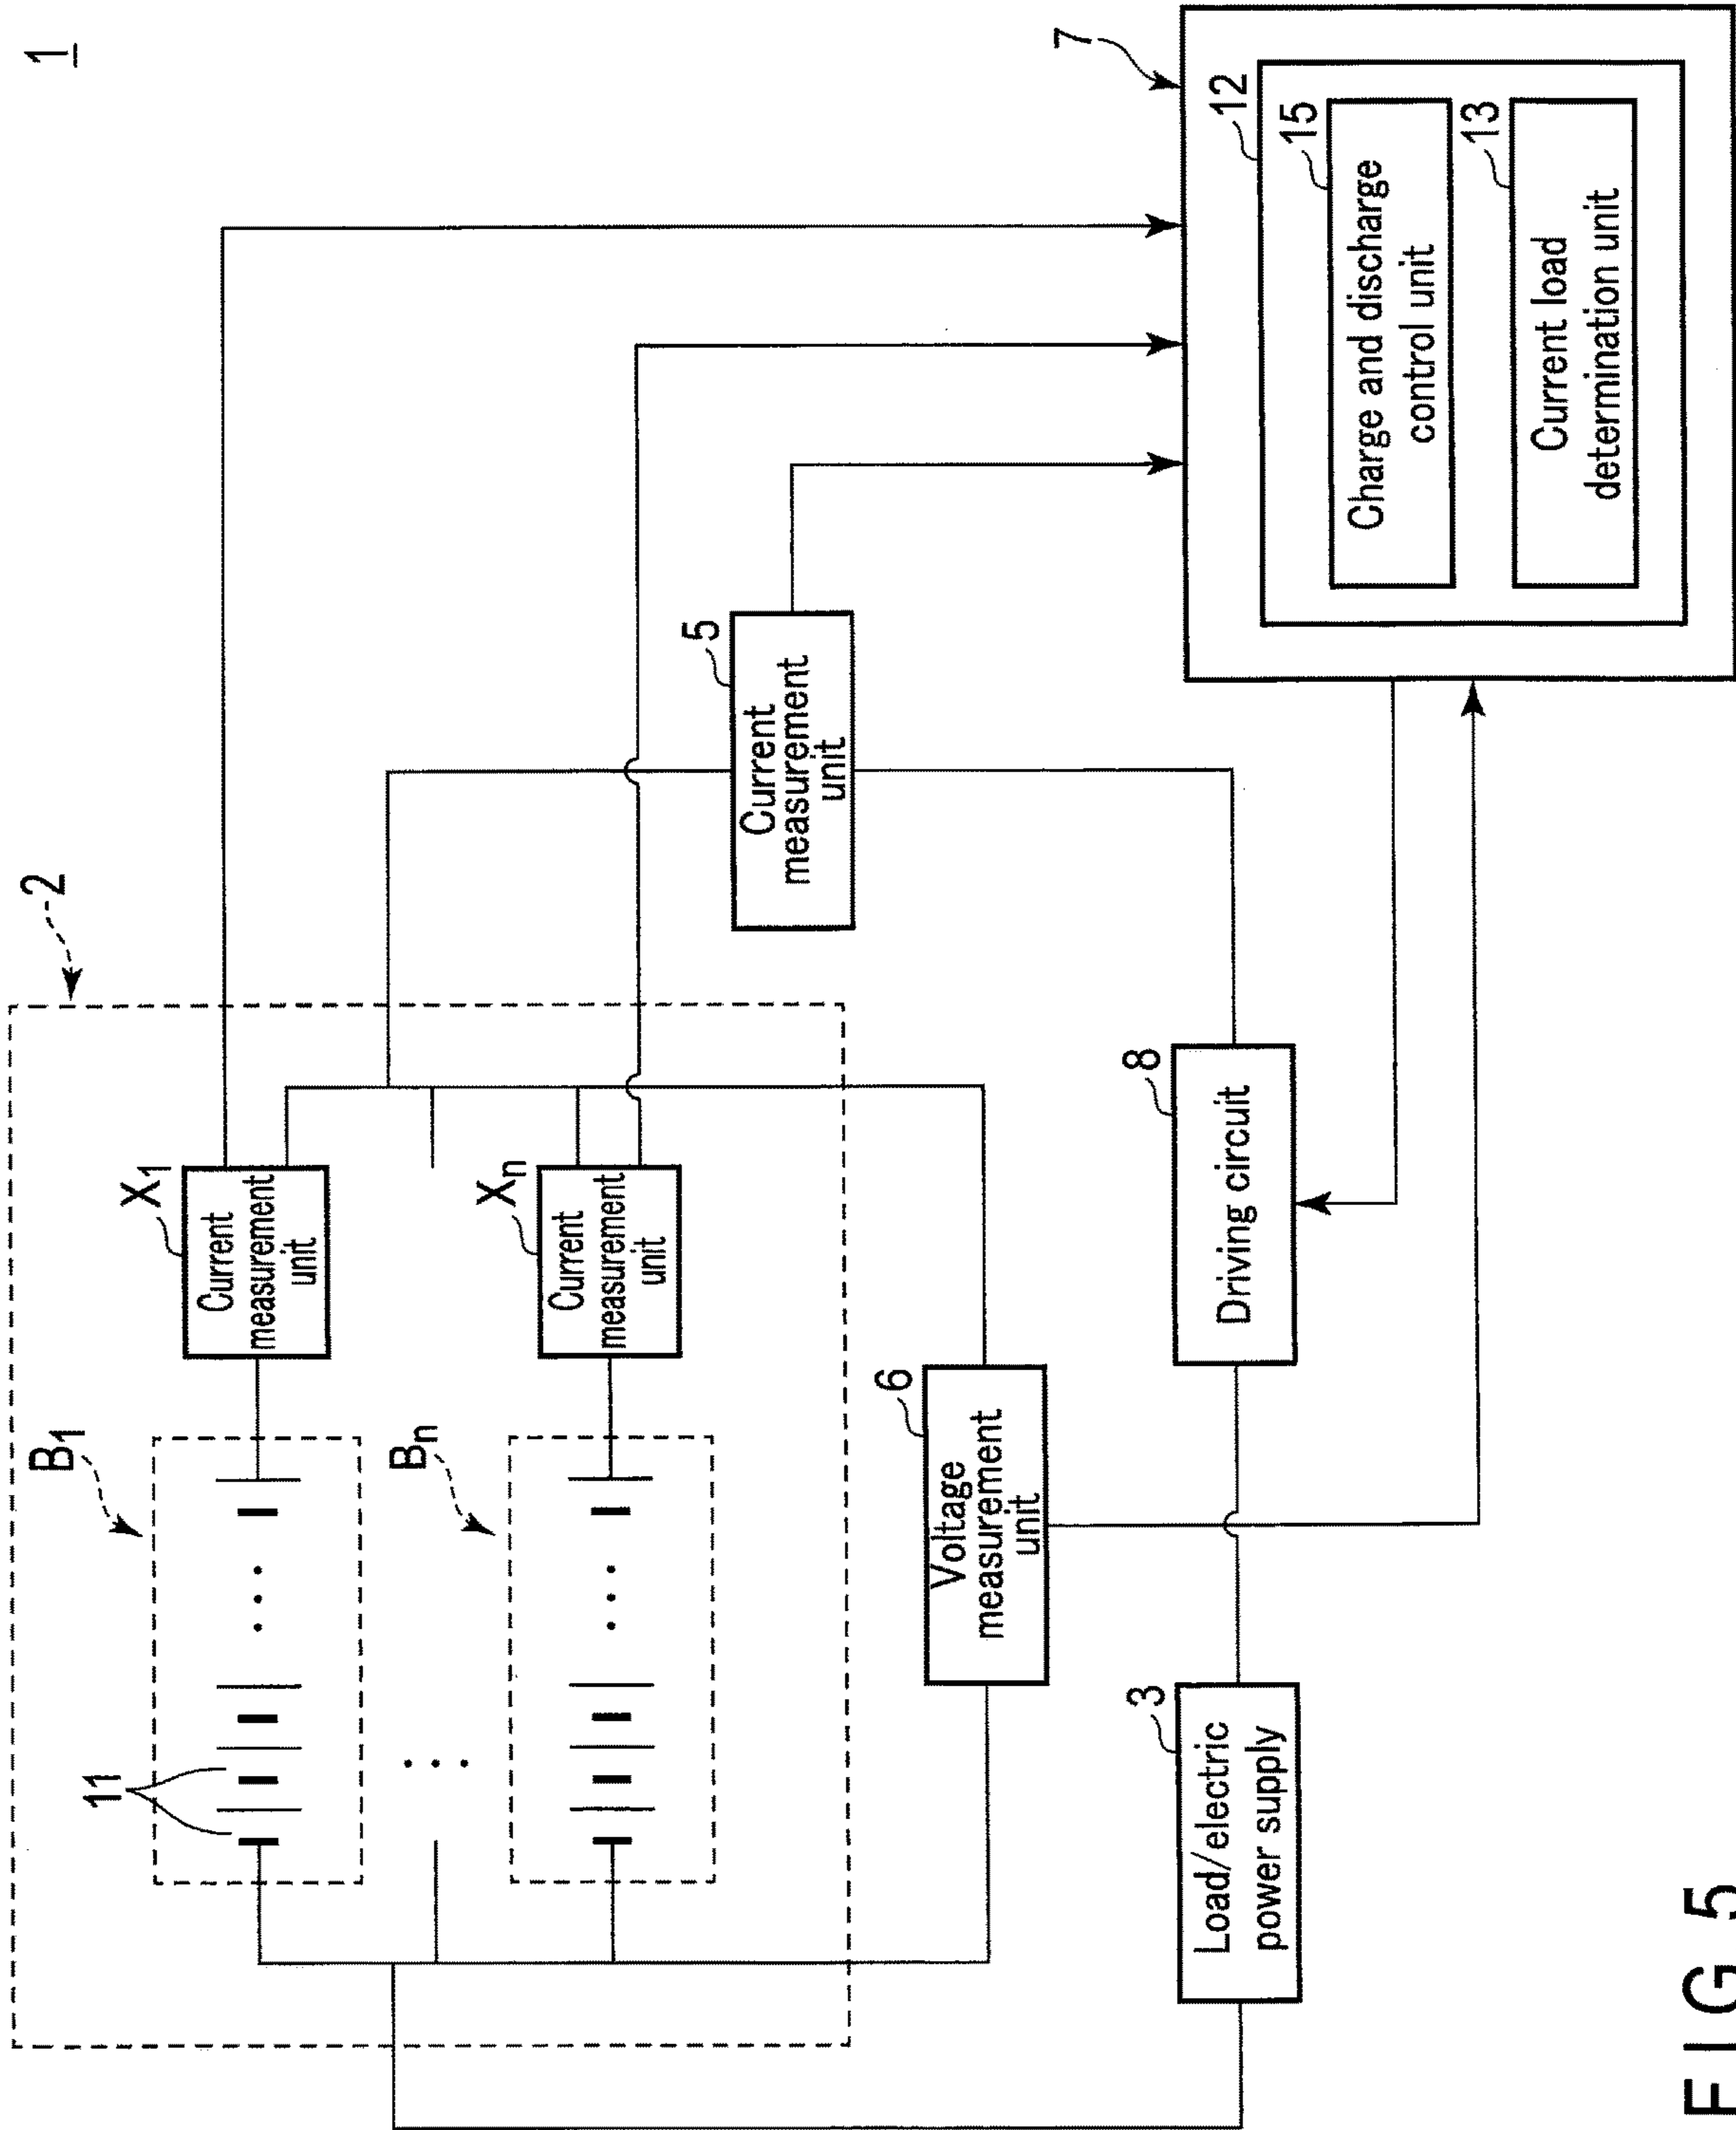 1
2
B₁
X₁
11
Current
measurement
unit
Bₙ
Xₙ
Current
measurement
unit
5
Current
measurement
unit
6
Voltage
measurement
unit
7
12
15
Charge and discharge
control unit
13
Current load
determination unit
8
Driving circuit
3
Load/electric
power supply
FIG. 5